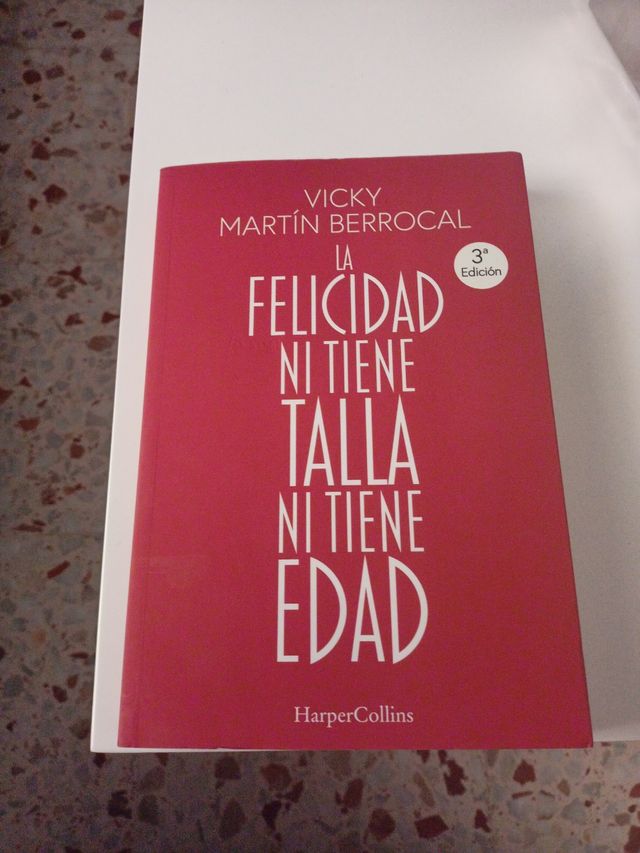 VICKY
MARTÍN BERROCAL
LA
FELICIDAD
NI TIENE
TALLA
NI TIENE
EDAD
3ª
Edición
HarperCollins